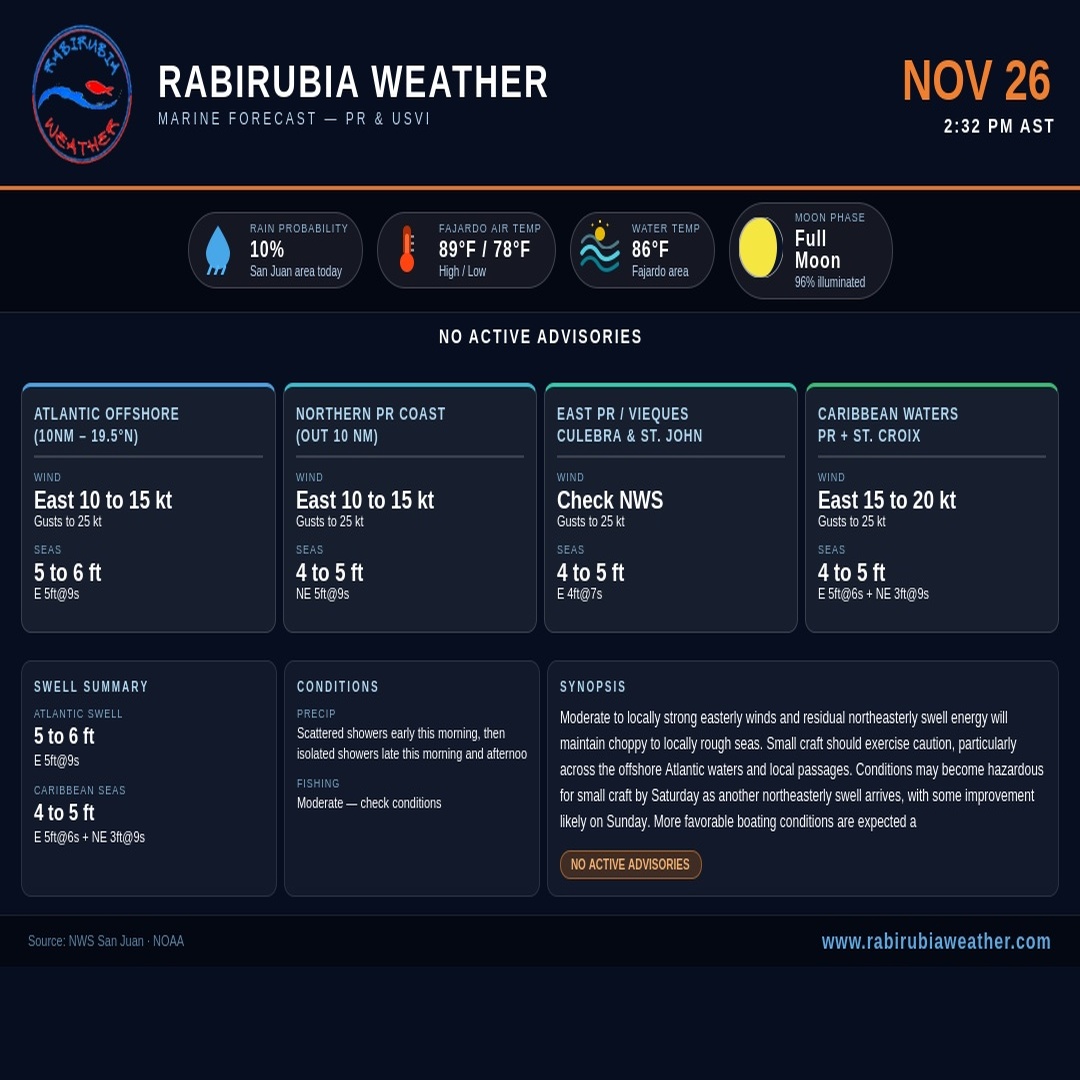 RABIRUBIA
WEATHER
RABIRUBIA WEATHER
MARINE FORECAST — PR & USVI
NOV 26
2:32 PM AST
RAIN PROBABILITY
10%
San Juan area today
FAJARDO AIR TEMP
89°F / 78°F
High / Low
WATER TEMP
86°F
Fajardo area
MOON PHASE
Full
Moon
96% illuminated
NO ACTIVE ADVISORIES
ATLANTIC OFFSHORE
(10NM – 19.5°N)
WIND
East 10 to 15 kt
Gusts to 25 kt
SEAS
5 to 6 ft
E 5ft@9s
NORTHERN PR COAST
(OUT 10 NM)
WIND
East 10 to 15 kt
Gusts to 25 kt
SEAS
4 to 5 ft
NE 5ft@9s
EAST PR / VIEQUES
CULEBRA & ST. JOHN
WIND
Check NWS
Gusts to 25 kt
SEAS
4 to 5 ft
E 4ft@7s
CARIBBEAN WATERS
PR + ST. CROIX
WIND
East 15 to 20 kt
Gusts to 25 kt
SEAS
4 to 5 ft
E 5ft@6s + NE 3ft@9s
SWELL SUMMARY
ATLANTIC SWELL
5 to 6 ft
E 5ft@9s
CARIBBEAN SEAS
4 to 5 ft
E 5ft@6s + NE 3ft@9s
CONDITIONS
PRECIP
Scattered showers early this morning, then
isolated showers late this morning and afternoo
FISHING
Moderate — check conditions
SYNOPSIS
Moderate to locally strong easterly winds and residual northeasterly swell energy will
maintain choppy to locally rough seas. Small craft should exercise caution, particularly
across the offshore Atlantic waters and local passages. Conditions may become hazardous
for small craft by Saturday as another northeasterly swell arrives, with some improvement
likely on Sunday. More favorable boating conditions are expected a
NO ACTIVE ADVISORIES
Source: NWS San Juan · NOAA
www.rabirubiaweather.com